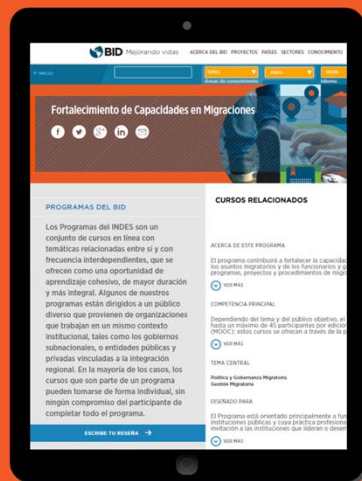 BID Mejorando vidas
ACERCA DEL BID PROYECTOS PAÍSES SECTORES CONOCIMIENTO
INICIO
Áreas de conocimiento
Idioma
Fortalecimiento de Capacidades en Migraciones
PROGRAMAS DEL BID
Los Programas del INDES son un
conjunto de cursos en línea con
temáticas relacionadas entre sí y con
frecuencia interdependientes, que se
ofrecen como una oportunidad de
aprendizaje cohesivo, de mayor duración
y más integral. Algunos de nuestros
programas están dirigidos a un público
diverso que provienen de organizaciones
que trabajan en un mismo contexto
institucional, tales como los gobiernos
subnacionales, o entidades públicas y
privadas vinculadas a la integración
regional. En la mayoría de los casos, los
cursos que son parte de un programa
pueden tomarse de forma individual, sin
ningún compromiso del participante de
completar todo el programa.
ESCRIBE TU RESEÑA
CURSOS RELACIONADOS
ACERCA DE ESTE PROGRAMA
El programa contribuirá a fortalecer la capacidad
los asuntos migratorios y de los funcionarios y
programas, proyectos y procedimientos de migr
VER MÁS
COMPETENCIA PRINCIPAL
Dependiendo del tema y del público objetivo, el
hasta un máximo de 45 participantes por edición
(MOOC): estos cursos se ofrecen a través de la p
VER MÁS
TEMA CENTRAL
Política y Gobernanza Migratoria
Gestión Migratoria
DISEÑADO PARA
El Programa está orientado principalmente a fun
instituciones públicas y cuya práctica profesiona
invitación a las instituciones que lideran o desem
VER MÁS